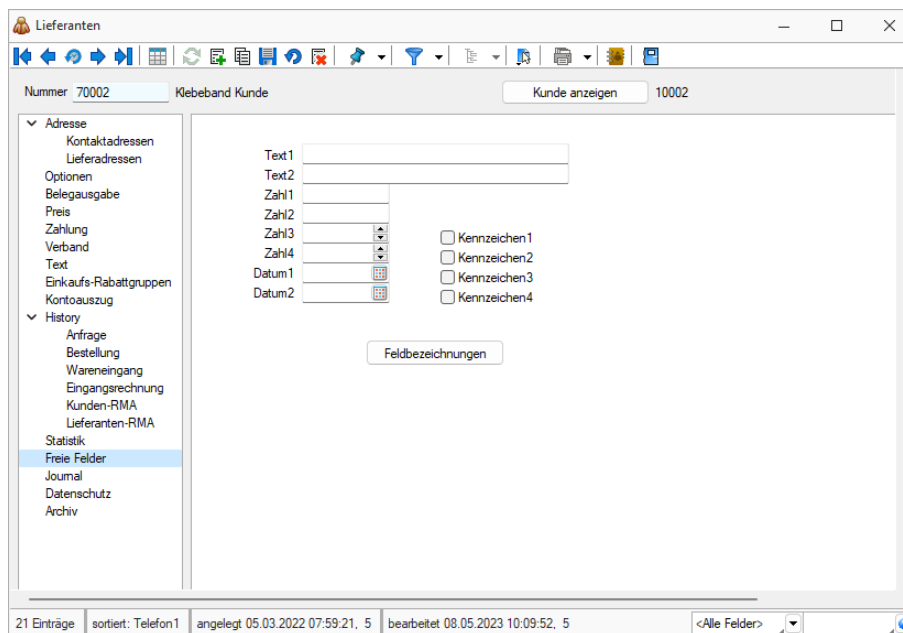 Lieferanten
Nummer 70002 Klebeband Kunde Kunde anzeigen 10002
Adresse
Kontaktadressen
Lieferadressen
Optionen
Belegausgabe
Preis
Zahlung
Verband
Text
Einkaufs-Rabattgruppen
Kontoauszug
History
Anfrage
Bestellung
Wareneingang
Eingangsrechnung
Kunden-RMA
Lieferanten-RMA
Statistik
Freie Felder
Journal
Datenschutz
Archiv
Text1
Text2
Zahl1
Zahl2
Zahl3
Zahl4
Datum1
Datum2
Kennzeichen1
Kennzeichen2
Kennzeichen3
Kennzeichen4
Feldbezeichnungen
21 Einträge sortiert: Telefon1 angelegt 05.03.2022 07:59:21, 5 bearbeitet 08.05.2023 10:09:52, 5 <Alle Felder>